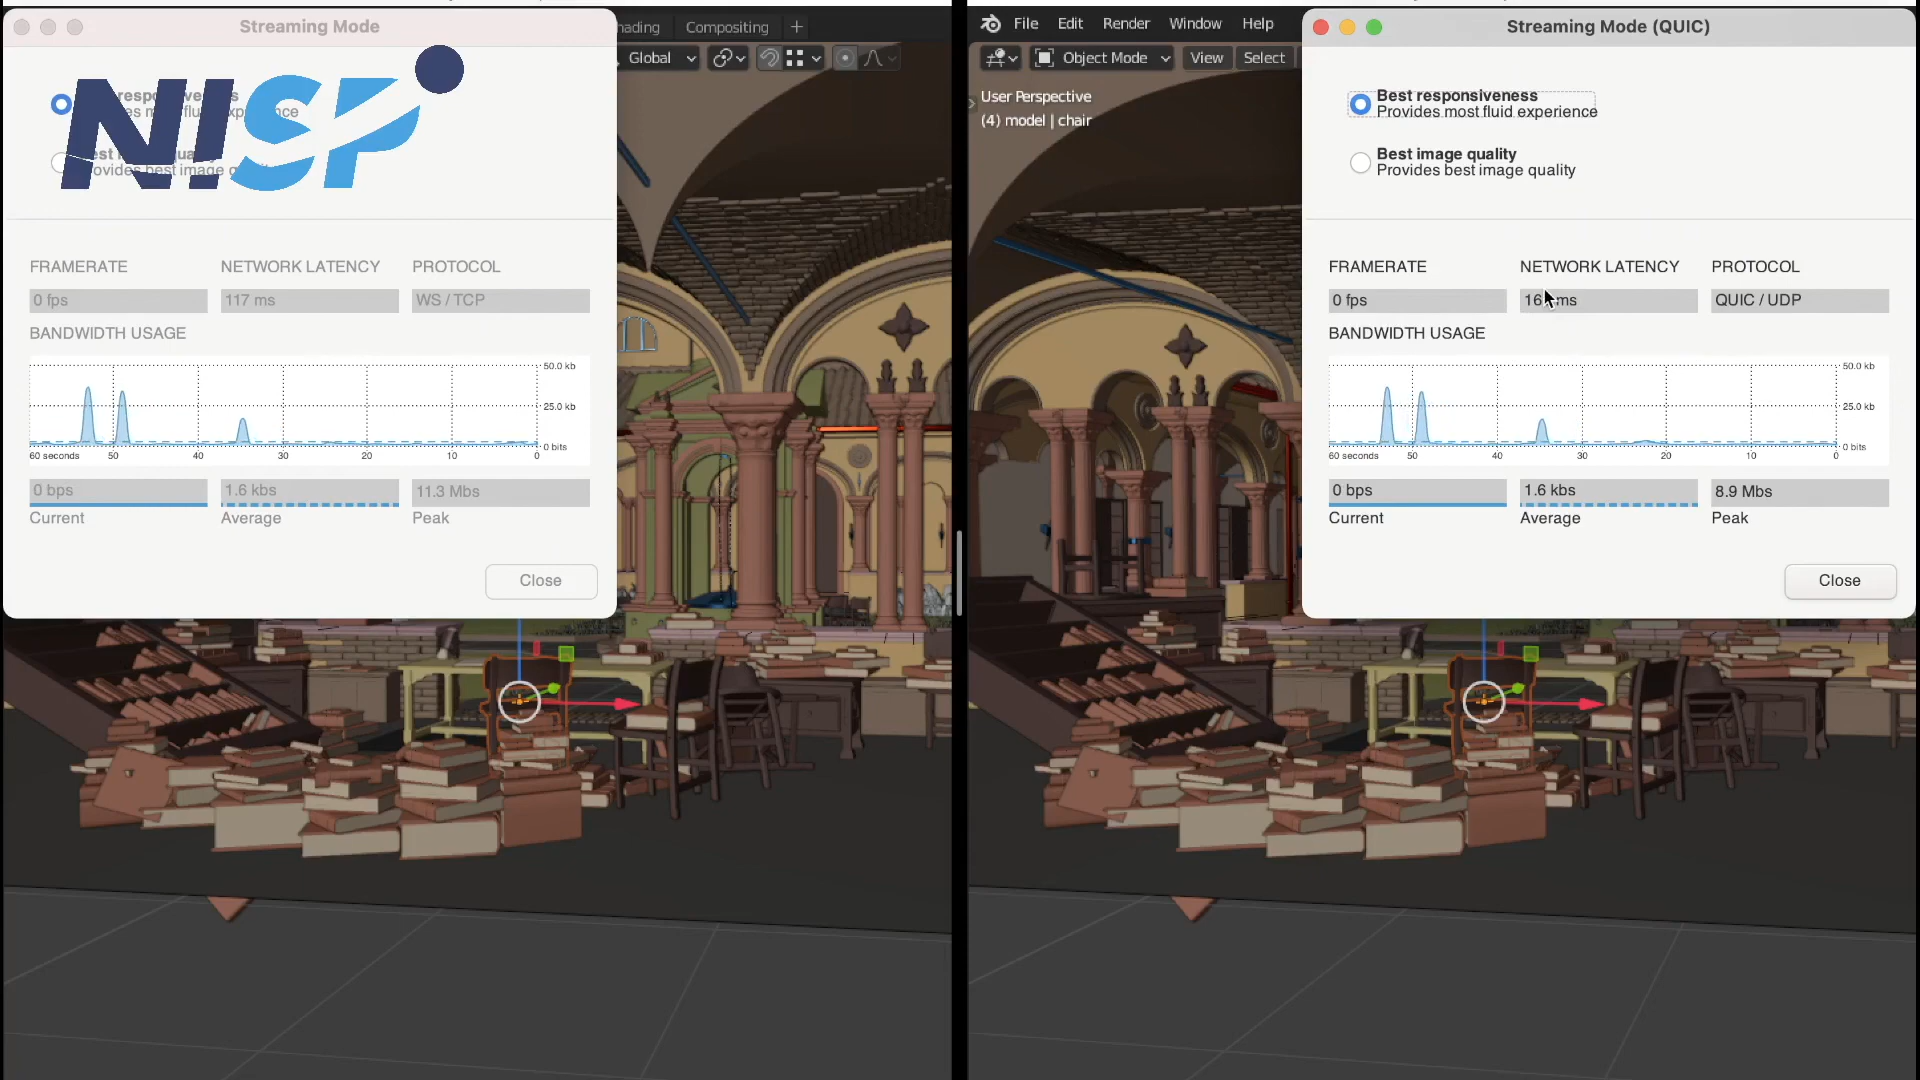 Streaming Mode
NISP
FRAMERATE
NETWORK LATENCY
PROTOCOL
0 fps
117 ms
WS / TCP
BANDWIDTH USAGE
50.0 kb
25.0 kb
0 bits
60 seconds 50 40 30 20 10 0
0 bps
1.6 kbs
11.3 Mbs
Current
Average
Peak
Close
Compositing +
Global
File Edit Render Window Help
Object Mode View Select
User Perspective
(4) model | chair
Streaming Mode (QUIC)
Best responsiveness
Provides most fluid experience
Best image quality
Provides best image quality
FRAMERATE
NETWORK LATENCY
PROTOCOL
0 fps
ms
QUIC / UDP
BANDWIDTH USAGE
50.0 kb
25.0 kb
0 bits
60 seconds 50 40 30 20 10 0
0 bps
1.6 kbs
8.9 Mbs
Current
Average
Peak
Close